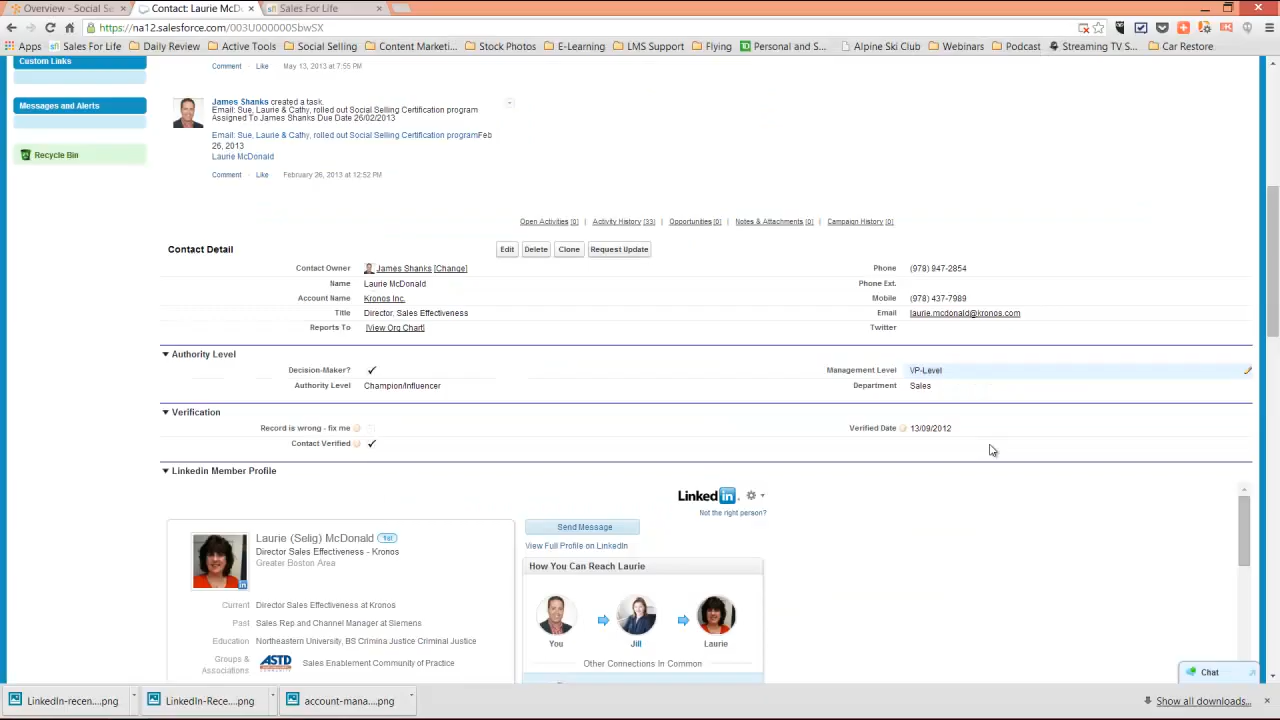 Overview - Social Se
Contact: Laurie McD
Sales For Life
https://na12.salesforce.com/003U000000SbwSX
Apps
Sales For Life
Daily Review
Active Tools
Social Selling
Content Marketi...
Stock Photos
E-Learning
LMS Support
Flying
Personal and S...
Alpine Ski Club
Webinars
Podcast
Streaming TV S...
Car Restore
Custom Links
Messages and Alerts
Recycle Bin
Comment · Like May 13, 2013 at 7:55 PM
James Shanks created a task.
Email: Sue, Laurie & Cathy, rolled out Social Selling Certification program
Assigned To James Shanks Due Date 26/02/2013
Email: Sue, Laurie & Cathy, rolled out Social Selling Certification programFeb
26, 2013
Laurie McDonald
Comment · Like February 26, 2013 at 12:52 PM
Open Activities [0] | Activity History [33] | Opportunities [0] | Notes & Attachments [0] | Campaign History [0]
Contact Detail
Edit Delete Clone Request Update
Contact Owner James Shanks [Change]
Phone (978) 947-2854
Name Laurie McDonald
Phone Ext.
Account Name Kronos Inc.
Mobile (978) 437-7989
Title Director, Sales Effectiveness
Email laurie.mcdonald@kronos.com
Reports To [View Org Chart]
Twitter
Authority Level
Decision-Maker? ✓
Management Level VP-Level
Authority Level Champion/Influencer
Department Sales
Verification
Record is wrong - fix me
Verified Date 13/09/2012
Contact Verified ✓
Linkedin Member Profile
Linked in
Not the right person?
Laurie (Selig) McDonald 1st
Director Sales Effectiveness - Kronos
Greater Boston Area
Current Director Sales Effectiveness at Kronos
Past Sales Rep and Channel Manager at Siemens
Education Northeastern University, BS Crimina Justice Criminal Justice
Groups & Associations ASTD Sales Enablement Community of Practice
Send Message
View Full Profile on LinkedIn
How You Can Reach Laurie
You
Jill
Laurie
Other Connections In Common
Chat
LinkedIn-recen....png
LinkedIn-Rece....png
account-mana....png
Show all downloads...